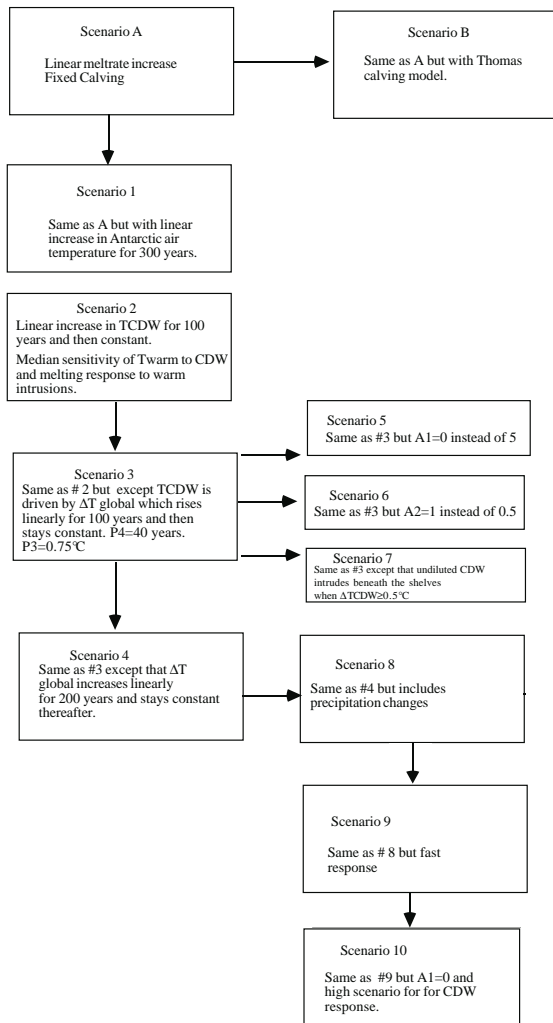 Scenario A
Linear meltrate increase
Fixed Calving
Scenario B
Same as A but with Thomas
calving model.
Scenario 1
Same as A but with linear
increase in Antarctic air
temperature for 300 years.
Scenario 2
Linear increase in TCDW for 100
years and then constant.
Median sensitivity of Twarm to CDW
and melting response to warm
intrusions.
Scenario 3
Same as # 2 but except TCDW is
driven by ΔT global which rises
linearly for 100 years and then
stays constant. P4=40 years.
P3=0.75°C
Scenario 5
Same as #3 but A1=0 instead of 5
Scenario 6
Same as #3 but A2=1 instead of 0.5
Scenario 7
Same as #3 except that undiluted CDW
intrudes beneath the shelves
when ΔTCDW≥0.5°C
Scenario 4
Same as #3 except that ΔT
global increases linearly
for 200 years and stays constant
thereafter.
Scenario 8
Same as #4 but includes
precipitation changes
Scenario 9
Same as # 8 but fast
response
Scenario 10
Same as #9 but A1=0 and
high scenario for for CDW
response.